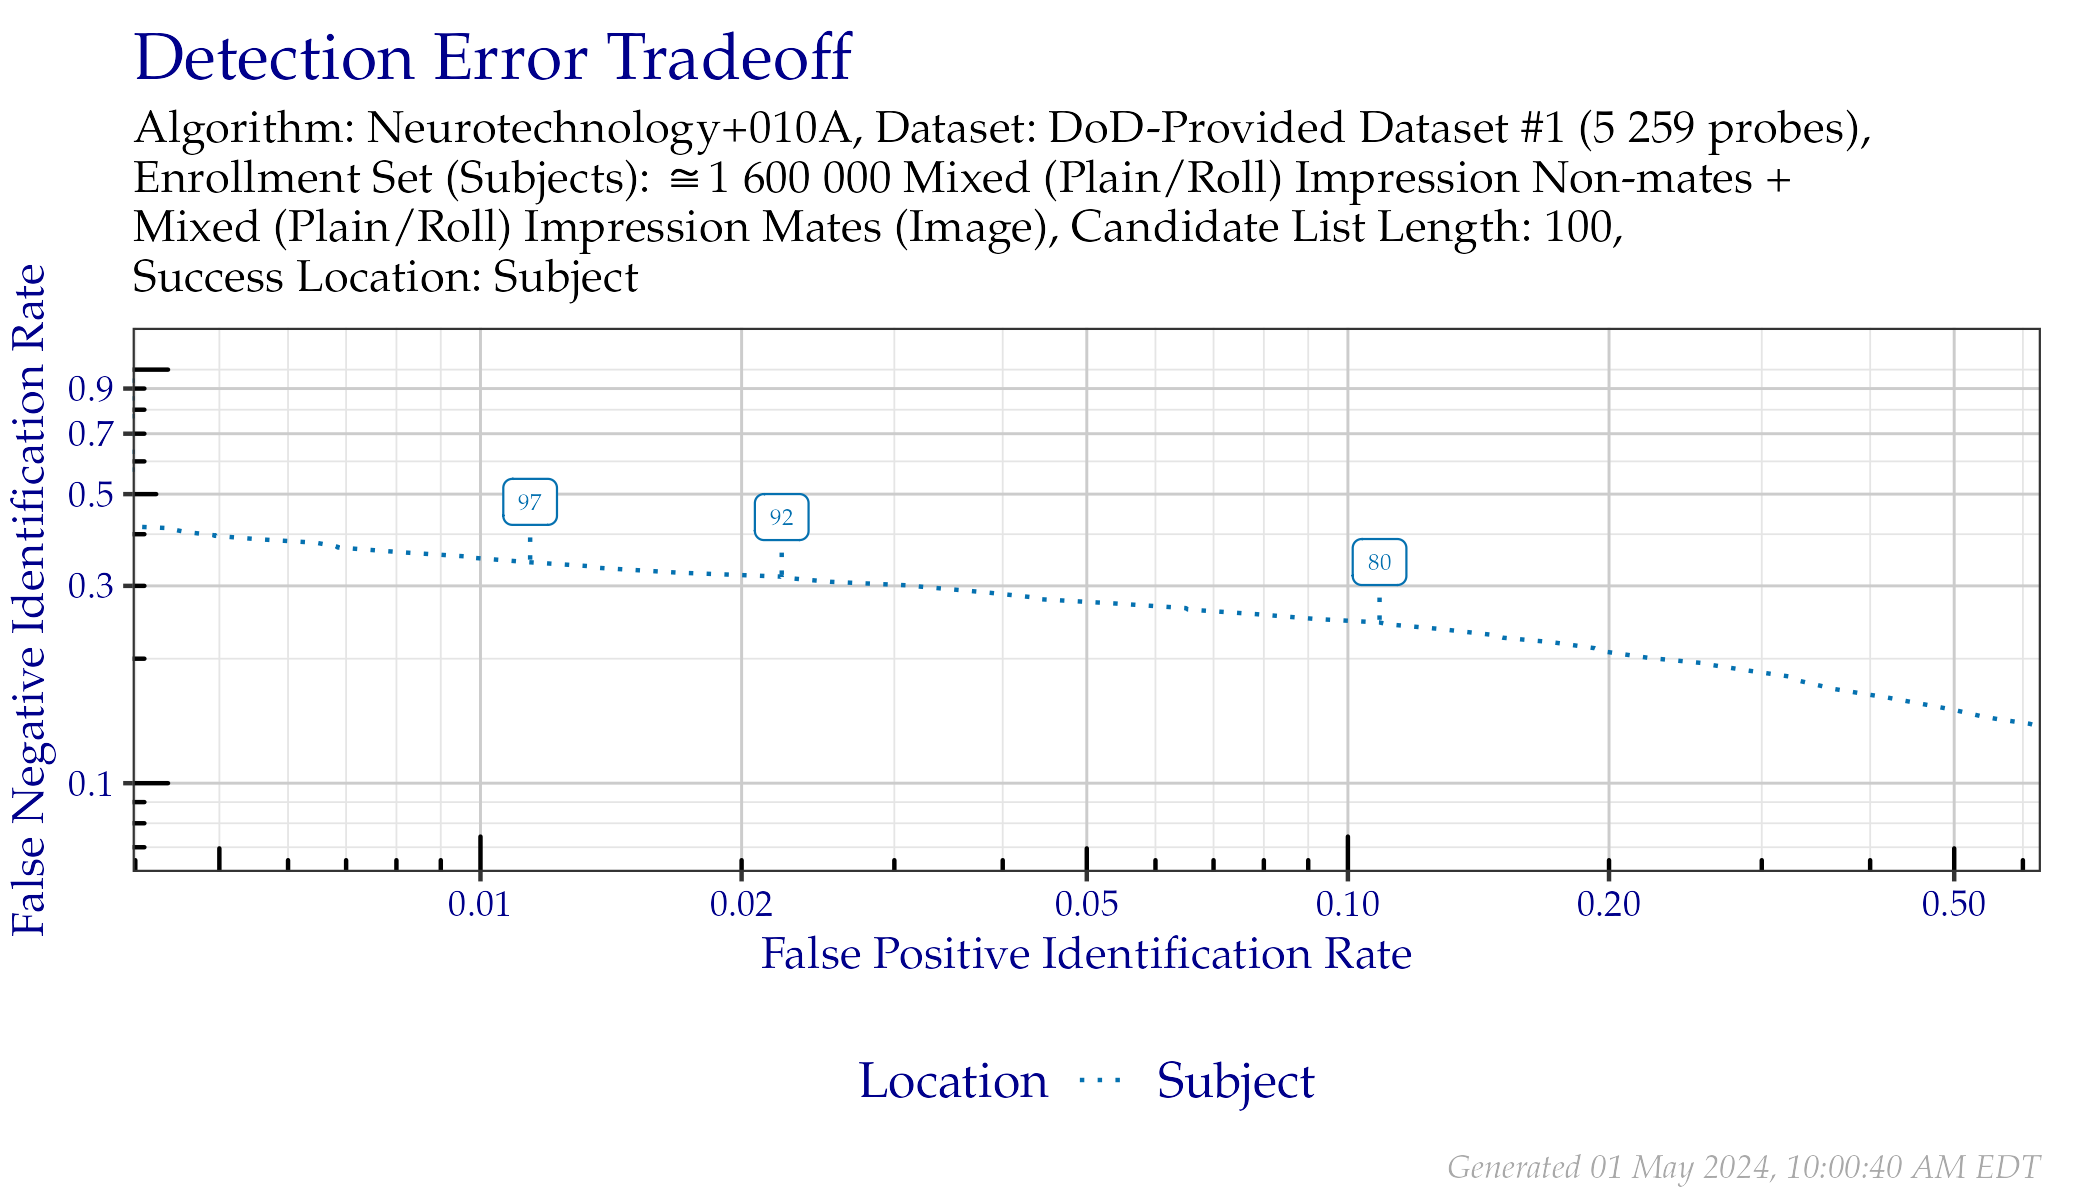 Detection Error Tradeoff
Algorithm: Neurotechnology+010A, Dataset: DoD-Provided Dataset #1 (5 259 probes),
Enrollment Set (Subjects): ≅1 600 000 Mixed (Plain/Roll) Impression Non-mates +
Mixed (Plain/Roll) Impression Mates (Image), Candidate List Length: 100,
Success Location: Subject
False Negative Identification Rate
0.9
0.7
0.5
0.3
0.1
97
92
80
0.01 0.02 0.05 0.10 0.20 0.50
False Positive Identification Rate
Location Subject
Generated 01 May 2024, 10:00:40 AM EDT